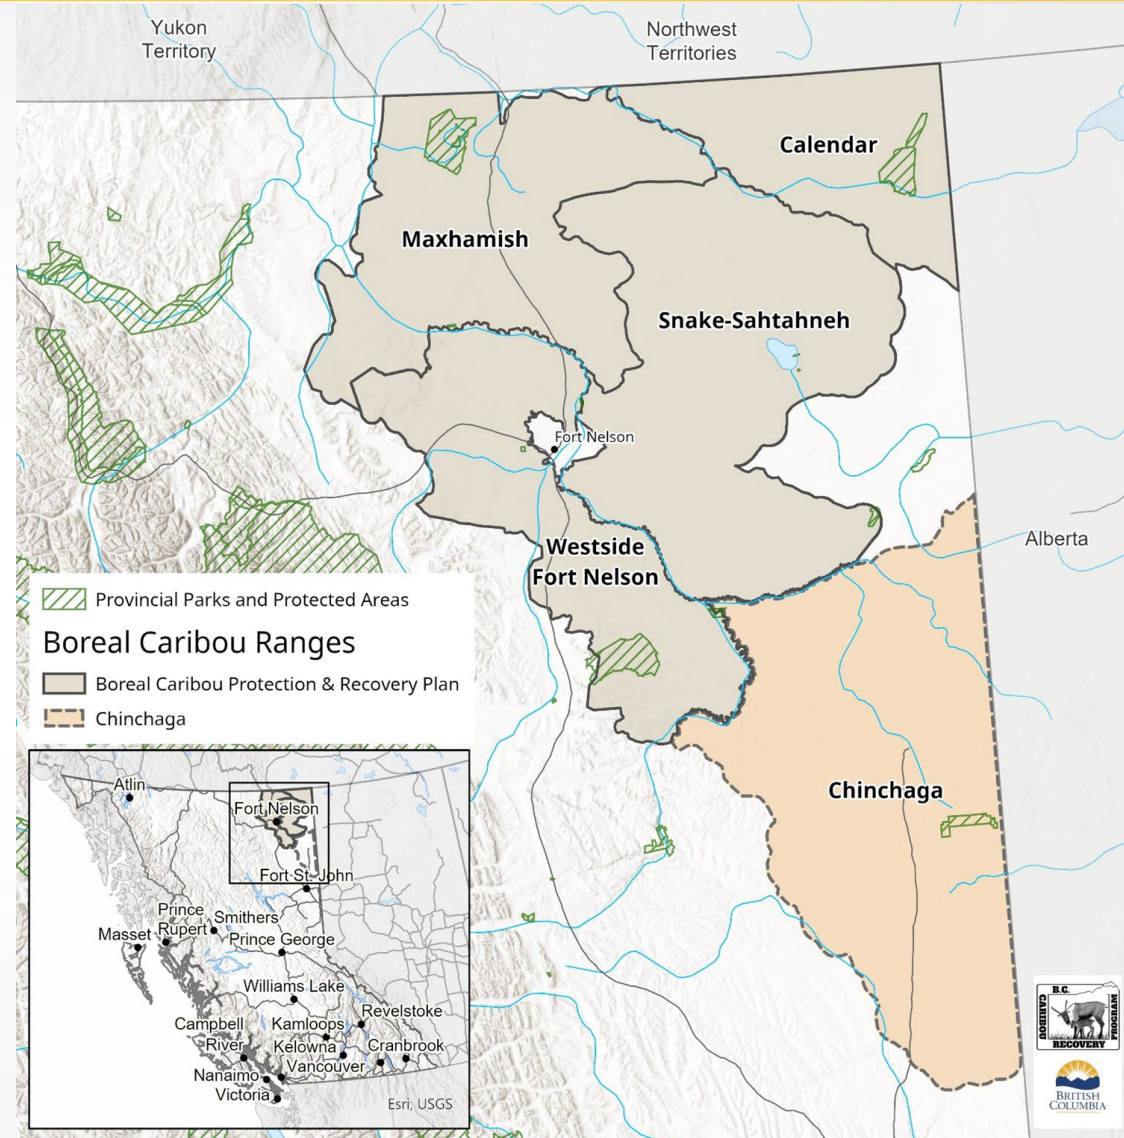 Yukon
Territory
Northwest
Territories
Calendar
Maxhamish
Snake-Sahtahneh
Fort Nelson
Westside
Fort Nelson
Alberta
Chinchaga
Provincial Parks and Protected Areas
Boreal Caribou Ranges
Boreal Caribou Protection & Recovery Plan
Chinchaga
Atlin
Fort Nelson
Fort St. John
Prince
Rupert
Smithers
Masset
Prince George
Williams Lake
Revelstoke
Campbell
River
Kamloops
Kelowna
Cranbrook
Vancouver
Nanaimo
Victoria
Esri, USGS
B.C.
CARIBOU
PROGRAM
RECOVERY
BRITISH
COLUMBIA